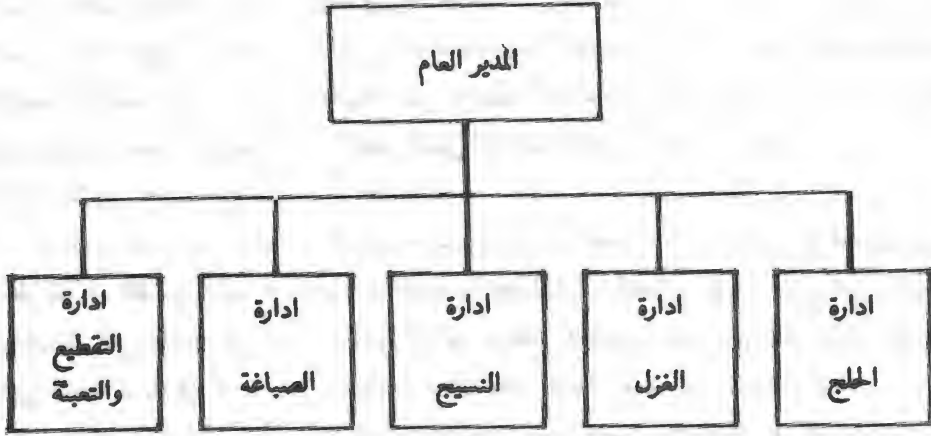 المدير العام
ادارة
الحلج
ادارة
الغزل
ادارة
النسيج
ادارة
الصباغة
ادارة
التقطيع
والتعبئة